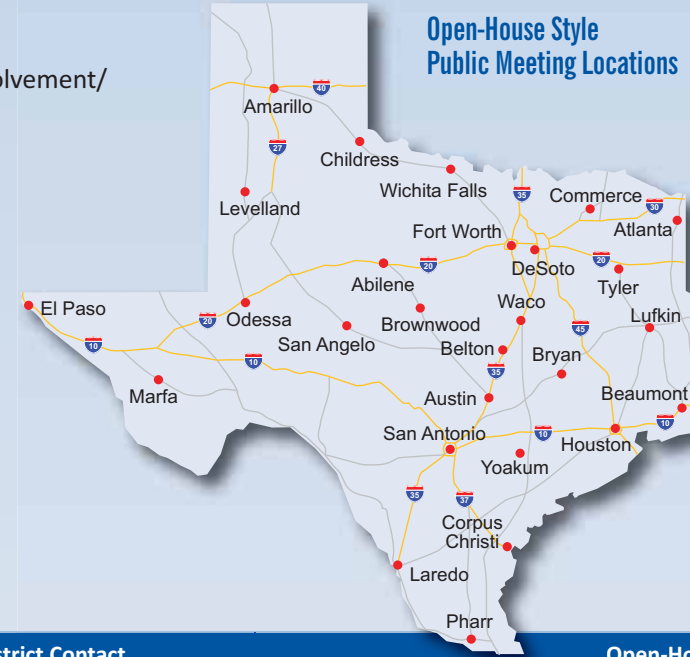 Open-House Style
Public Meeting Locations
olvement/
40
Amarillo
27
Childress
Wichita Falls
35
Commerce
30
Levelland
Fort Worth
Atlanta
DeSoto
20
20
Abilene
Tyler
El Paso
Waco
Odessa
20
Brownwood
Lufkin
45
San Angelo
10
Belton
Bryan
10
35
Marfa
Austin
Beaumont
San Antonio
10
10
Houston
Yoakum
35
37
Corpus
Christi
Laredo
Pharr
strict Contact
Open-Ho